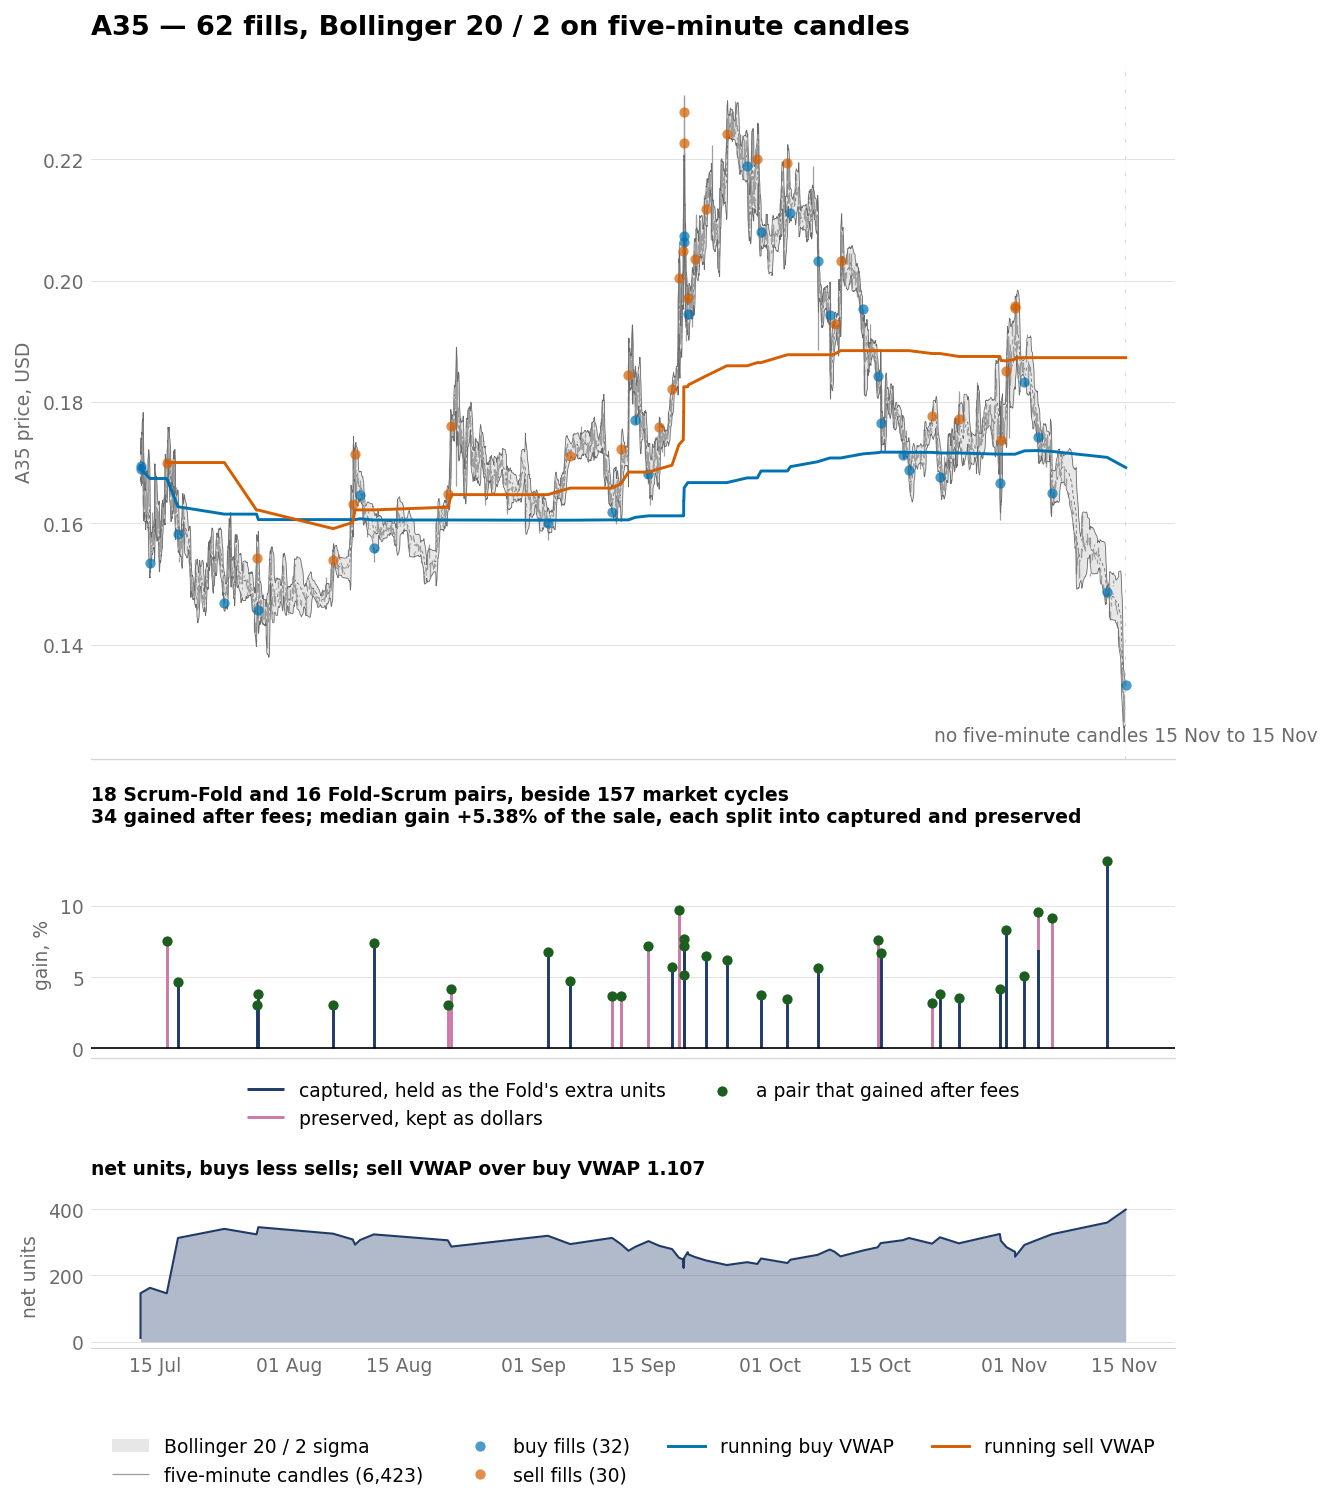 A35 — 62 fills, Bollinger 20 / 2 on five-minute candles
A35 price, USD
0.22
0.20
0.18
0.16
0.14
no five-minute candles 15 Nov to 15 Nov
18 Scrum-Fold and 16 Fold-Scrum pairs, beside 157 market cycles
34 gained after fees; median gain +5.38% of the sale, each split into captured and preserved
gain, %
10
5
0
captured, held as the Fold's extra units
a pair that gained after fees
preserved, kept as dollars
net units, buys less sells; sell VWAP over buy VWAP 1.107
net units
400
200
0
15 Jul 01 Aug 15 Aug 01 Sep 15 Sep 01 Oct 15 Oct 01 Nov 15 Nov
Bollinger 20 / 2 sigma
buy fills (32)
running buy VWAP
running sell VWAP
five-minute candles (6,423)
sell fills (30)